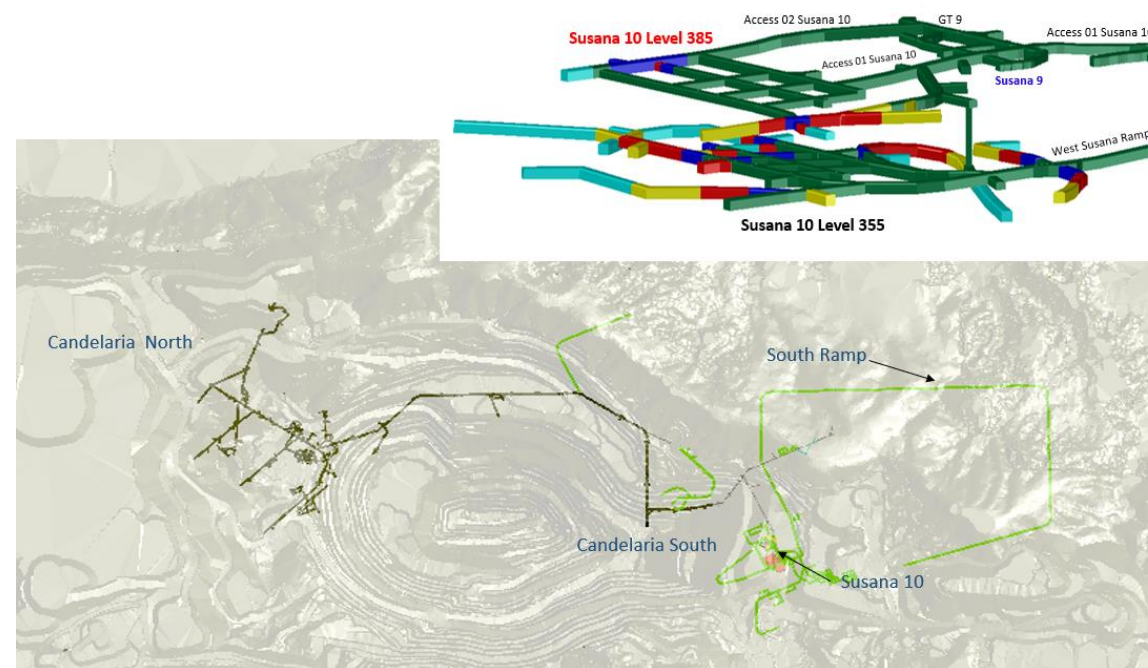 Access 02 Susana 10
GT 9
Susana 10 Level 385
Access 01 Susana 10
Access 01 Susana 10
Susana 9
West Susana Ramp
Susana 10 Level 355
Candelaria North
South Ramp
Candelaria South
Susana 10